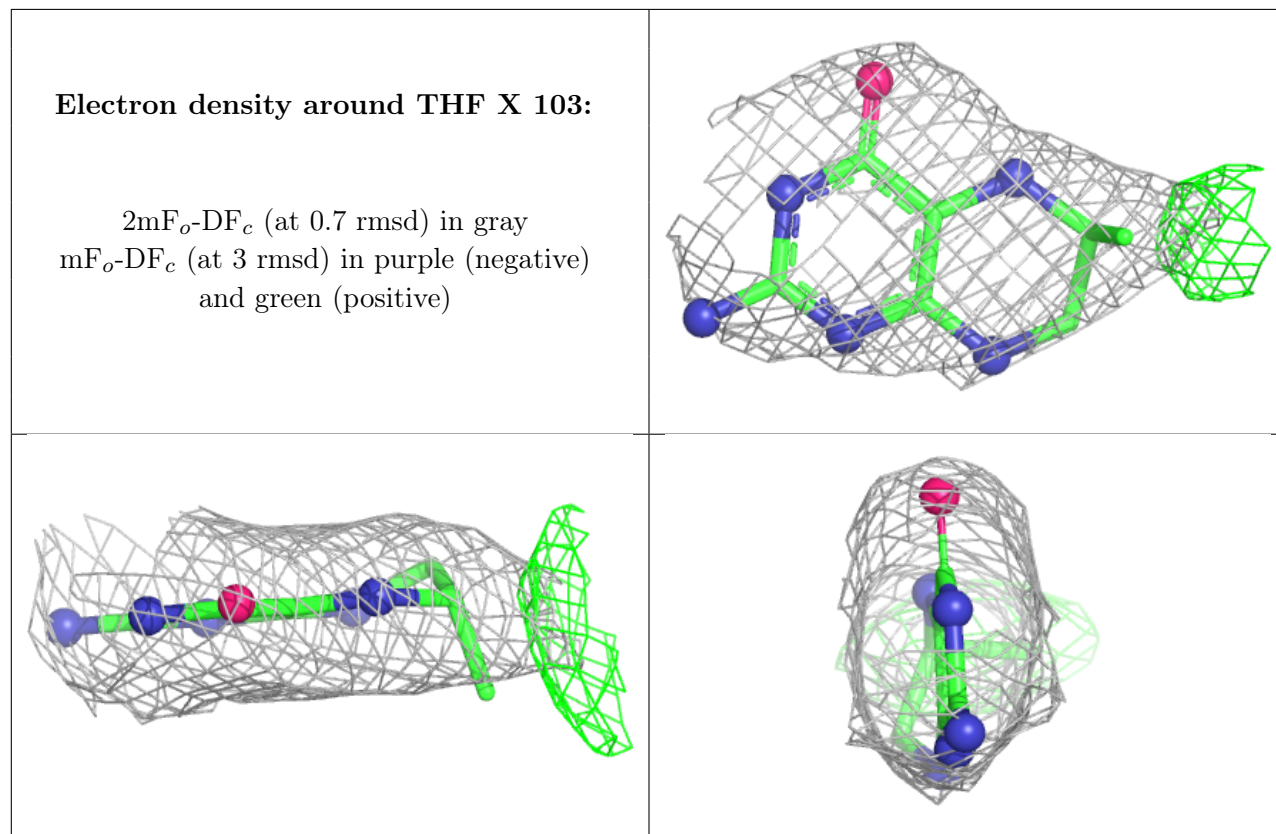 Electron density around THF X 103:
2mFo-DFc (at 0.7 rmsd) in gray
mFo-DFc (at 3 rmsd) in purple (negative)
and green (positive)